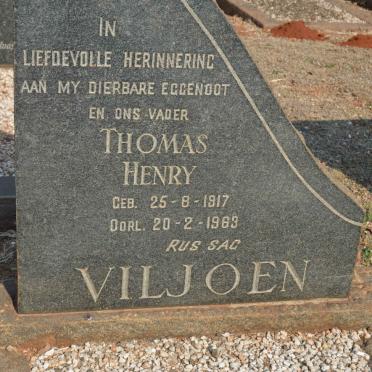 IN
LIEFDEVOLLE HERINNERING
AAN MY DIERBARE EGGENOOT
EN ONS VADER
THOMAS
HENRY
GEB. 25-8-1917
OORL. 20-2-1983
RUS SAG
VILJOEN